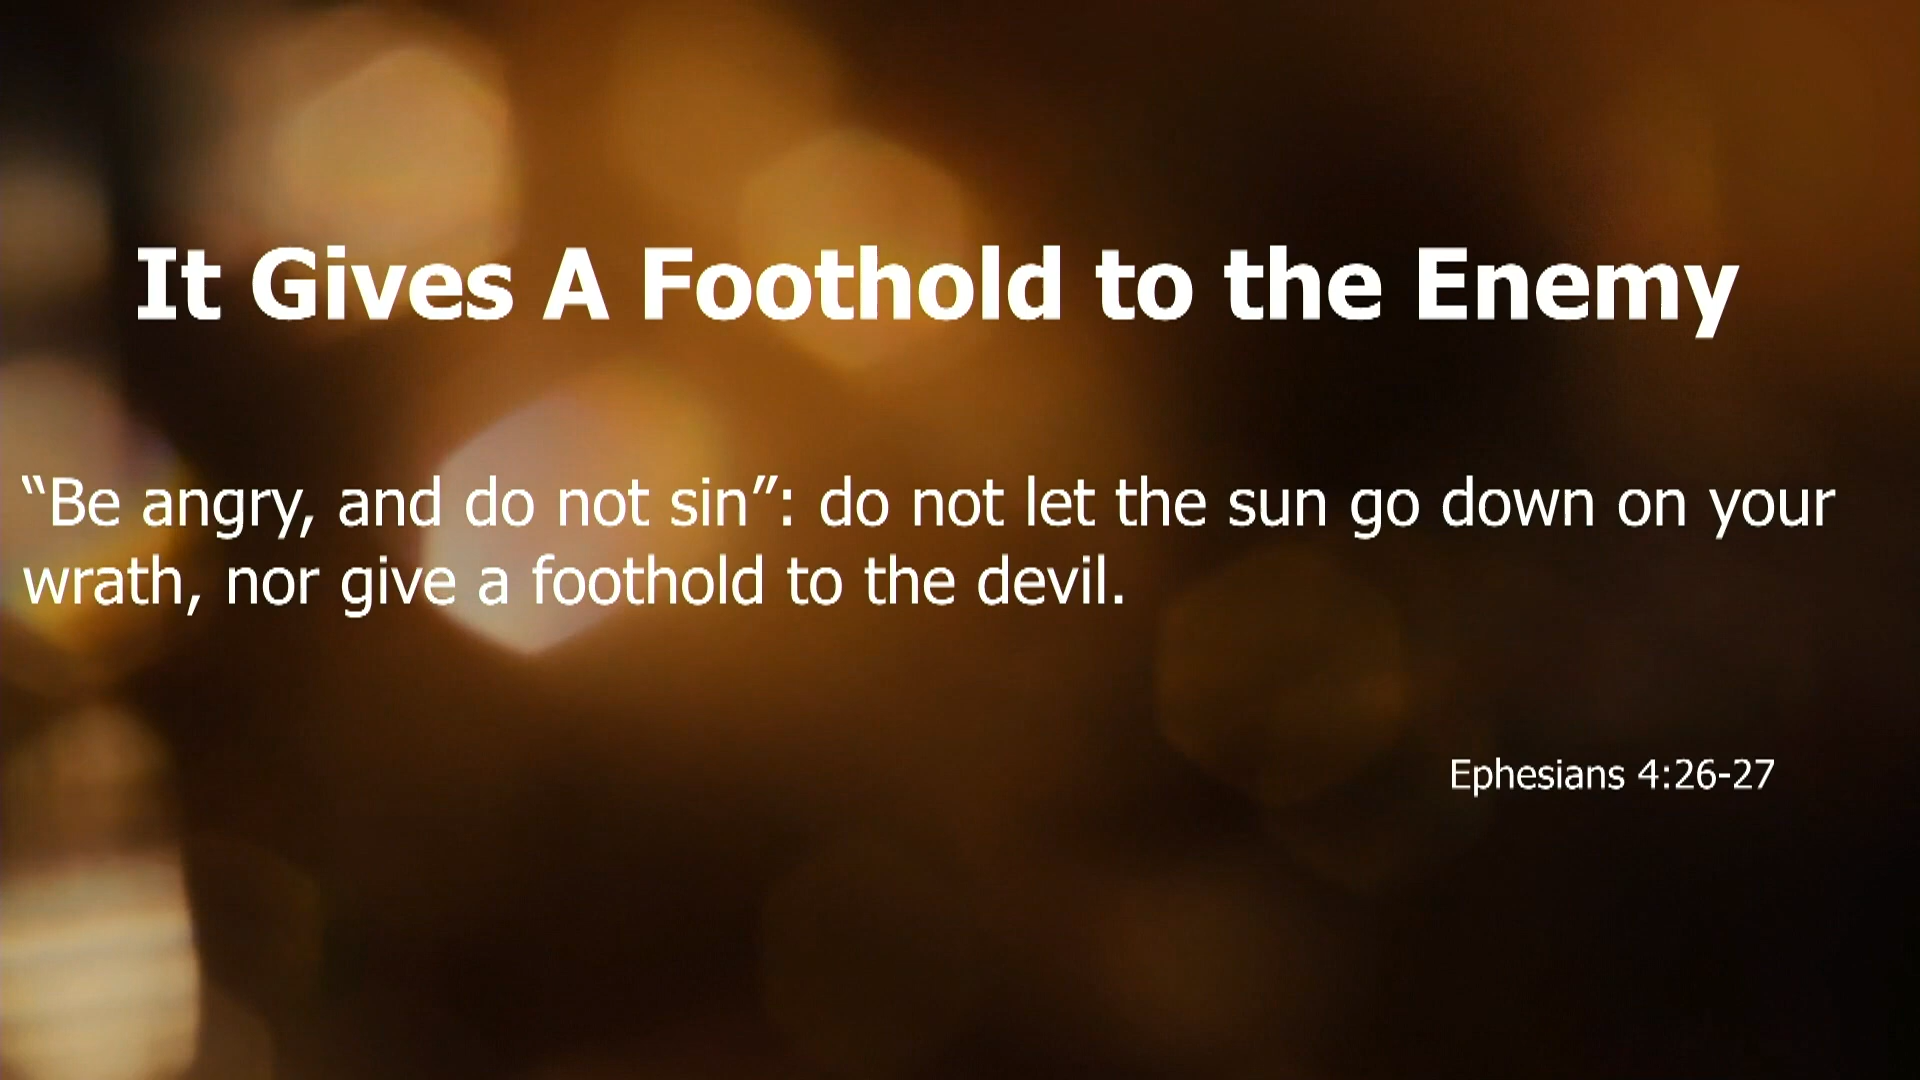 It Gives A Foothold to the Enemy
“Be angry, and do not sin”: do not let the sun go down on your
wrath, nor give a foothold to the devil.
Ephesians 4:26-27